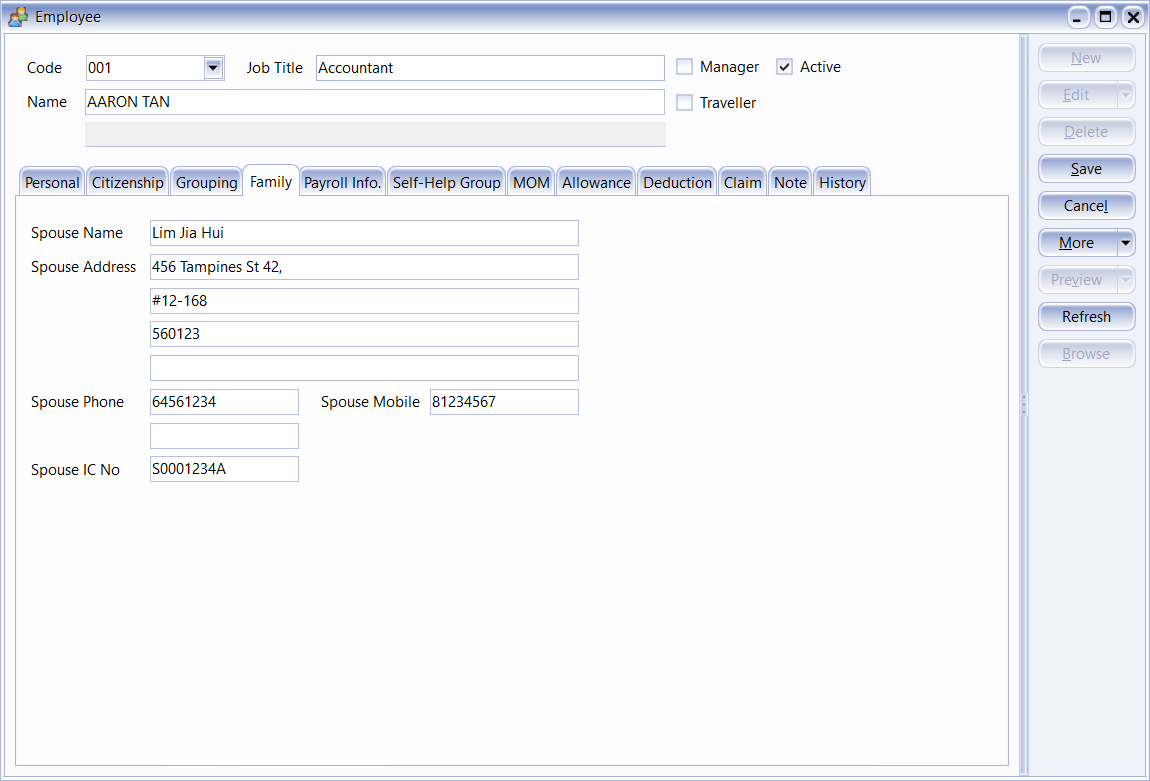 Employee
Code 001 Job Title Accountant Manager Active New
Name AARON TAN Traveller Edit
Delete
Save
Personal Citizenship Grouping Family Payroll Info. Self-Help Group MOM Allowance Deduction Claim Note History
Cancel
Spouse Name Lim Jia Hui More
Spouse Address 456 Tampines St 42, Preview
#12-168 Refresh
560123 Browse
Spouse Phone 64561234 Spouse Mobile 81234567
Spouse IC No S0001234A